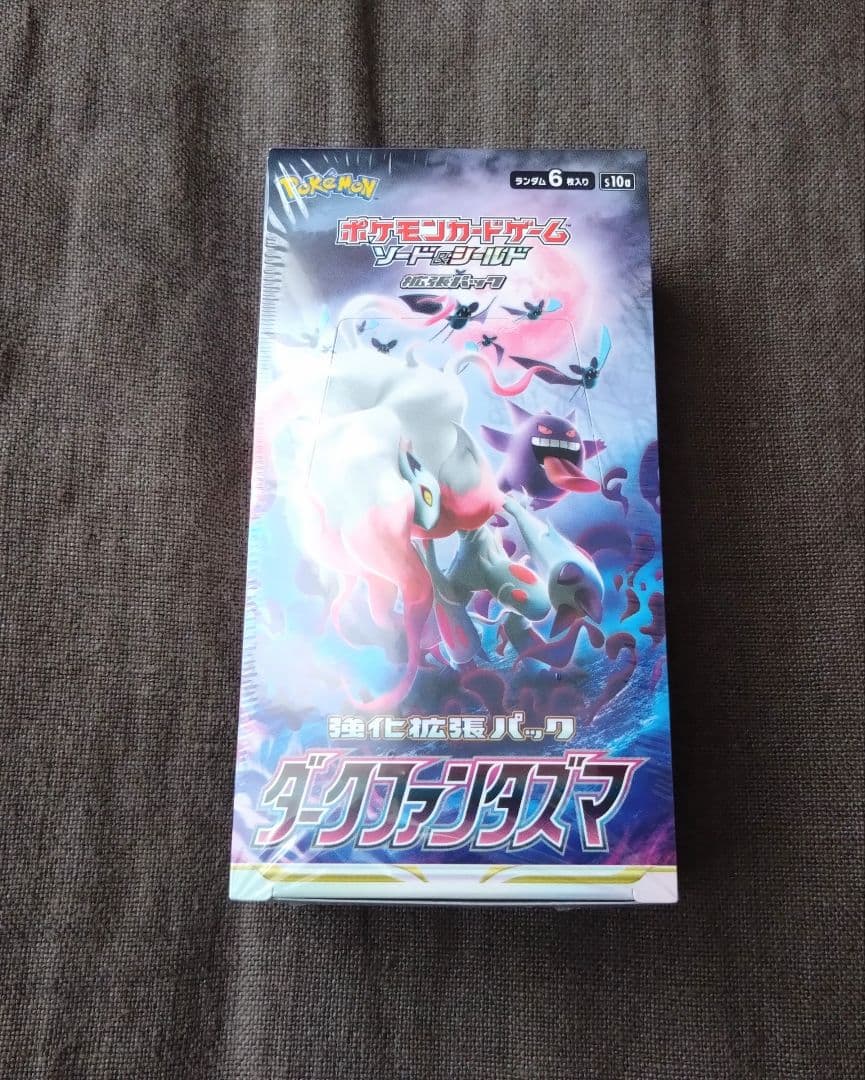 POKéMON
ランダム6枚入り s10a
ポケモンカードゲーム
ソード&シールド
拡張パック
強化拡張パック
ダークファンタズマ